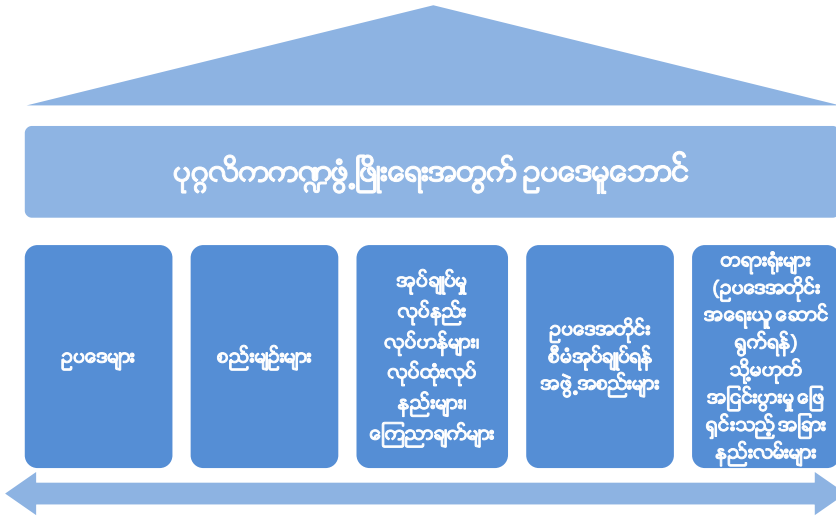 ပုဂ္ဂလိကကဏ္ဍဖွံ့ဖြိုးရေးအတွက် ဥပဒေမူဘောင်
ဥပဒေများ
စည်းမျဉ်းများ
အုပ်ချုပ်မှု
လုပ်နည်း
လုပ်ဟန်များ၊
လုပ်ထုံးလုပ်
နည်းများ၊
ကြေညာချက်များ
ဥပဒေအတိုင်း
စီမံအုပ်ချုပ်ရန်
အဖွဲ့အစည်းများ
တရားရုံးများ
(ဥပဒေအတိုင်း
အရေးယူ ဆောင်
ရွက်ရန်)
သို့မဟုတ်
အငြင်းပွားမှု ဖြေ
ရှင်းသည့် အခြား
နည်းလမ်းများ